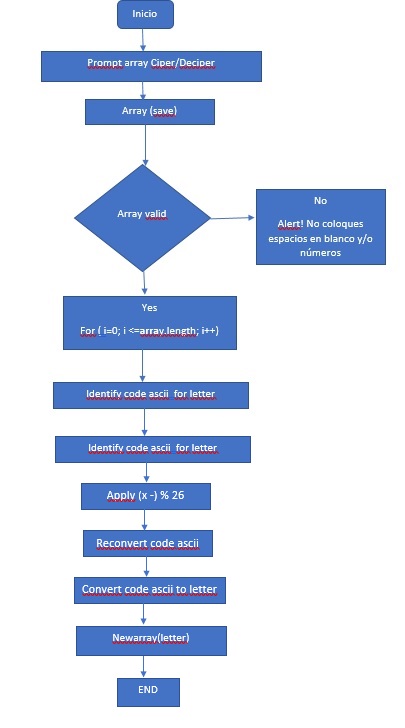 Inicio
Prompt array Ciper/Deciper
Array (save)
Array valid
No
Alert! No coloques
espacios en blanco y/o
números
Yes
For ( i=0; i <=array.length; i++)
Identify code ascii for letter
Identify code ascii for letter
Apply (x -) % 26
Reconvert code ascii
Convert code ascii to letter
Newarray(letter)
END